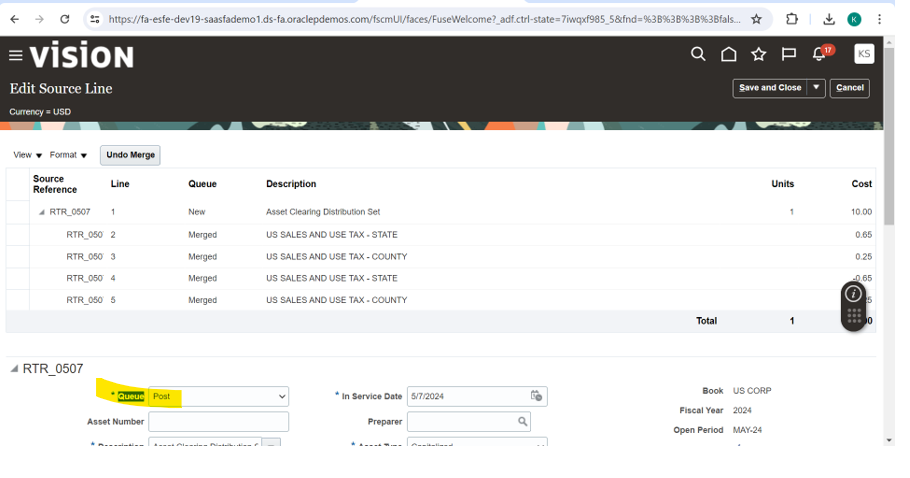 https://fa-esfe-dev19-saasfademo1.ds-fa.oraclepdemos.com/fscmUI/faces/FuseWelcome?_adf.ctrl-state=7iwqxf985_5&fnd=%3B%3B%3B%3Bfals...
K
VISION
17
KS
Edit Source Line
Save and Close
Cancel
Currency = USD
View Format Undo Merge
Source Reference Line Queue Description Units Cost
RTR_0507 1 New Asset Clearing Distribution Set 1 10.00
RTR_050 2 Merged US SALES AND USE TAX - STATE 0.65
RTR_050 3 Merged US SALES AND USE TAX - COUNTY 0.25
RTR_050 4 Merged US SALES AND USE TAX - STATE -0.65
RTR_050 5 Merged US SALES AND USE TAX - COUNTY
Total 1
RTR_0507
* Queue Post * In Service Date 5/7/2024 Book US CORP
Asset Number Preparer Fiscal Year 2024
Open Period MAY-24
* Description Asset Clearing Distribution * Asset Type Capitalized